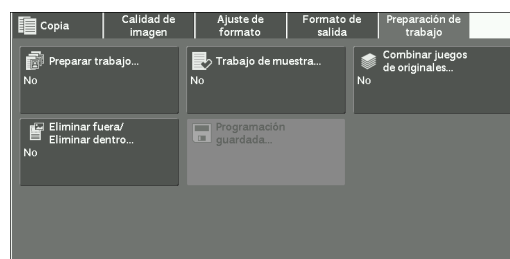 Copia
Calidad de
imagen
Ajuste de
formato
Formato de
salida
Preparación de
trabajo
Preparar trabajo...
No
Trabajo de muestra...
No
Combinar juegos
de originales...
No
Eliminar fuera/
Eliminar dentro...
No
Programación
guardada...